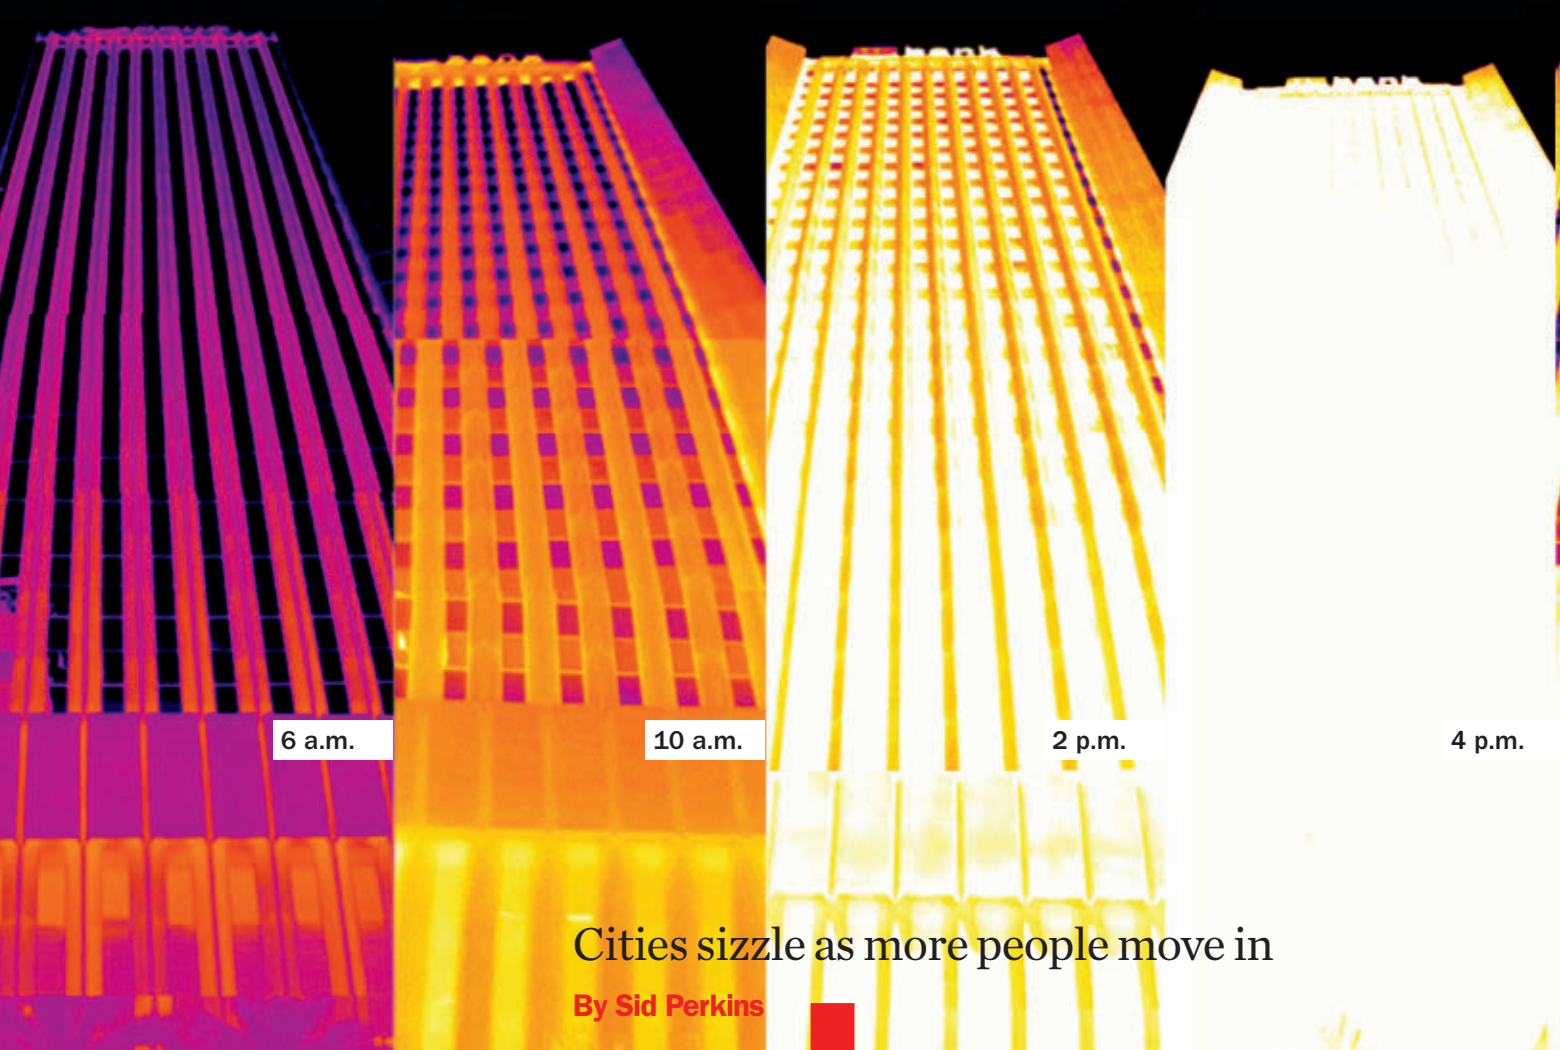 6 a.m.
10 a.m.
2 p.m.
4 p.m.
Cities sizzle as more people move in
By Sid Perkins